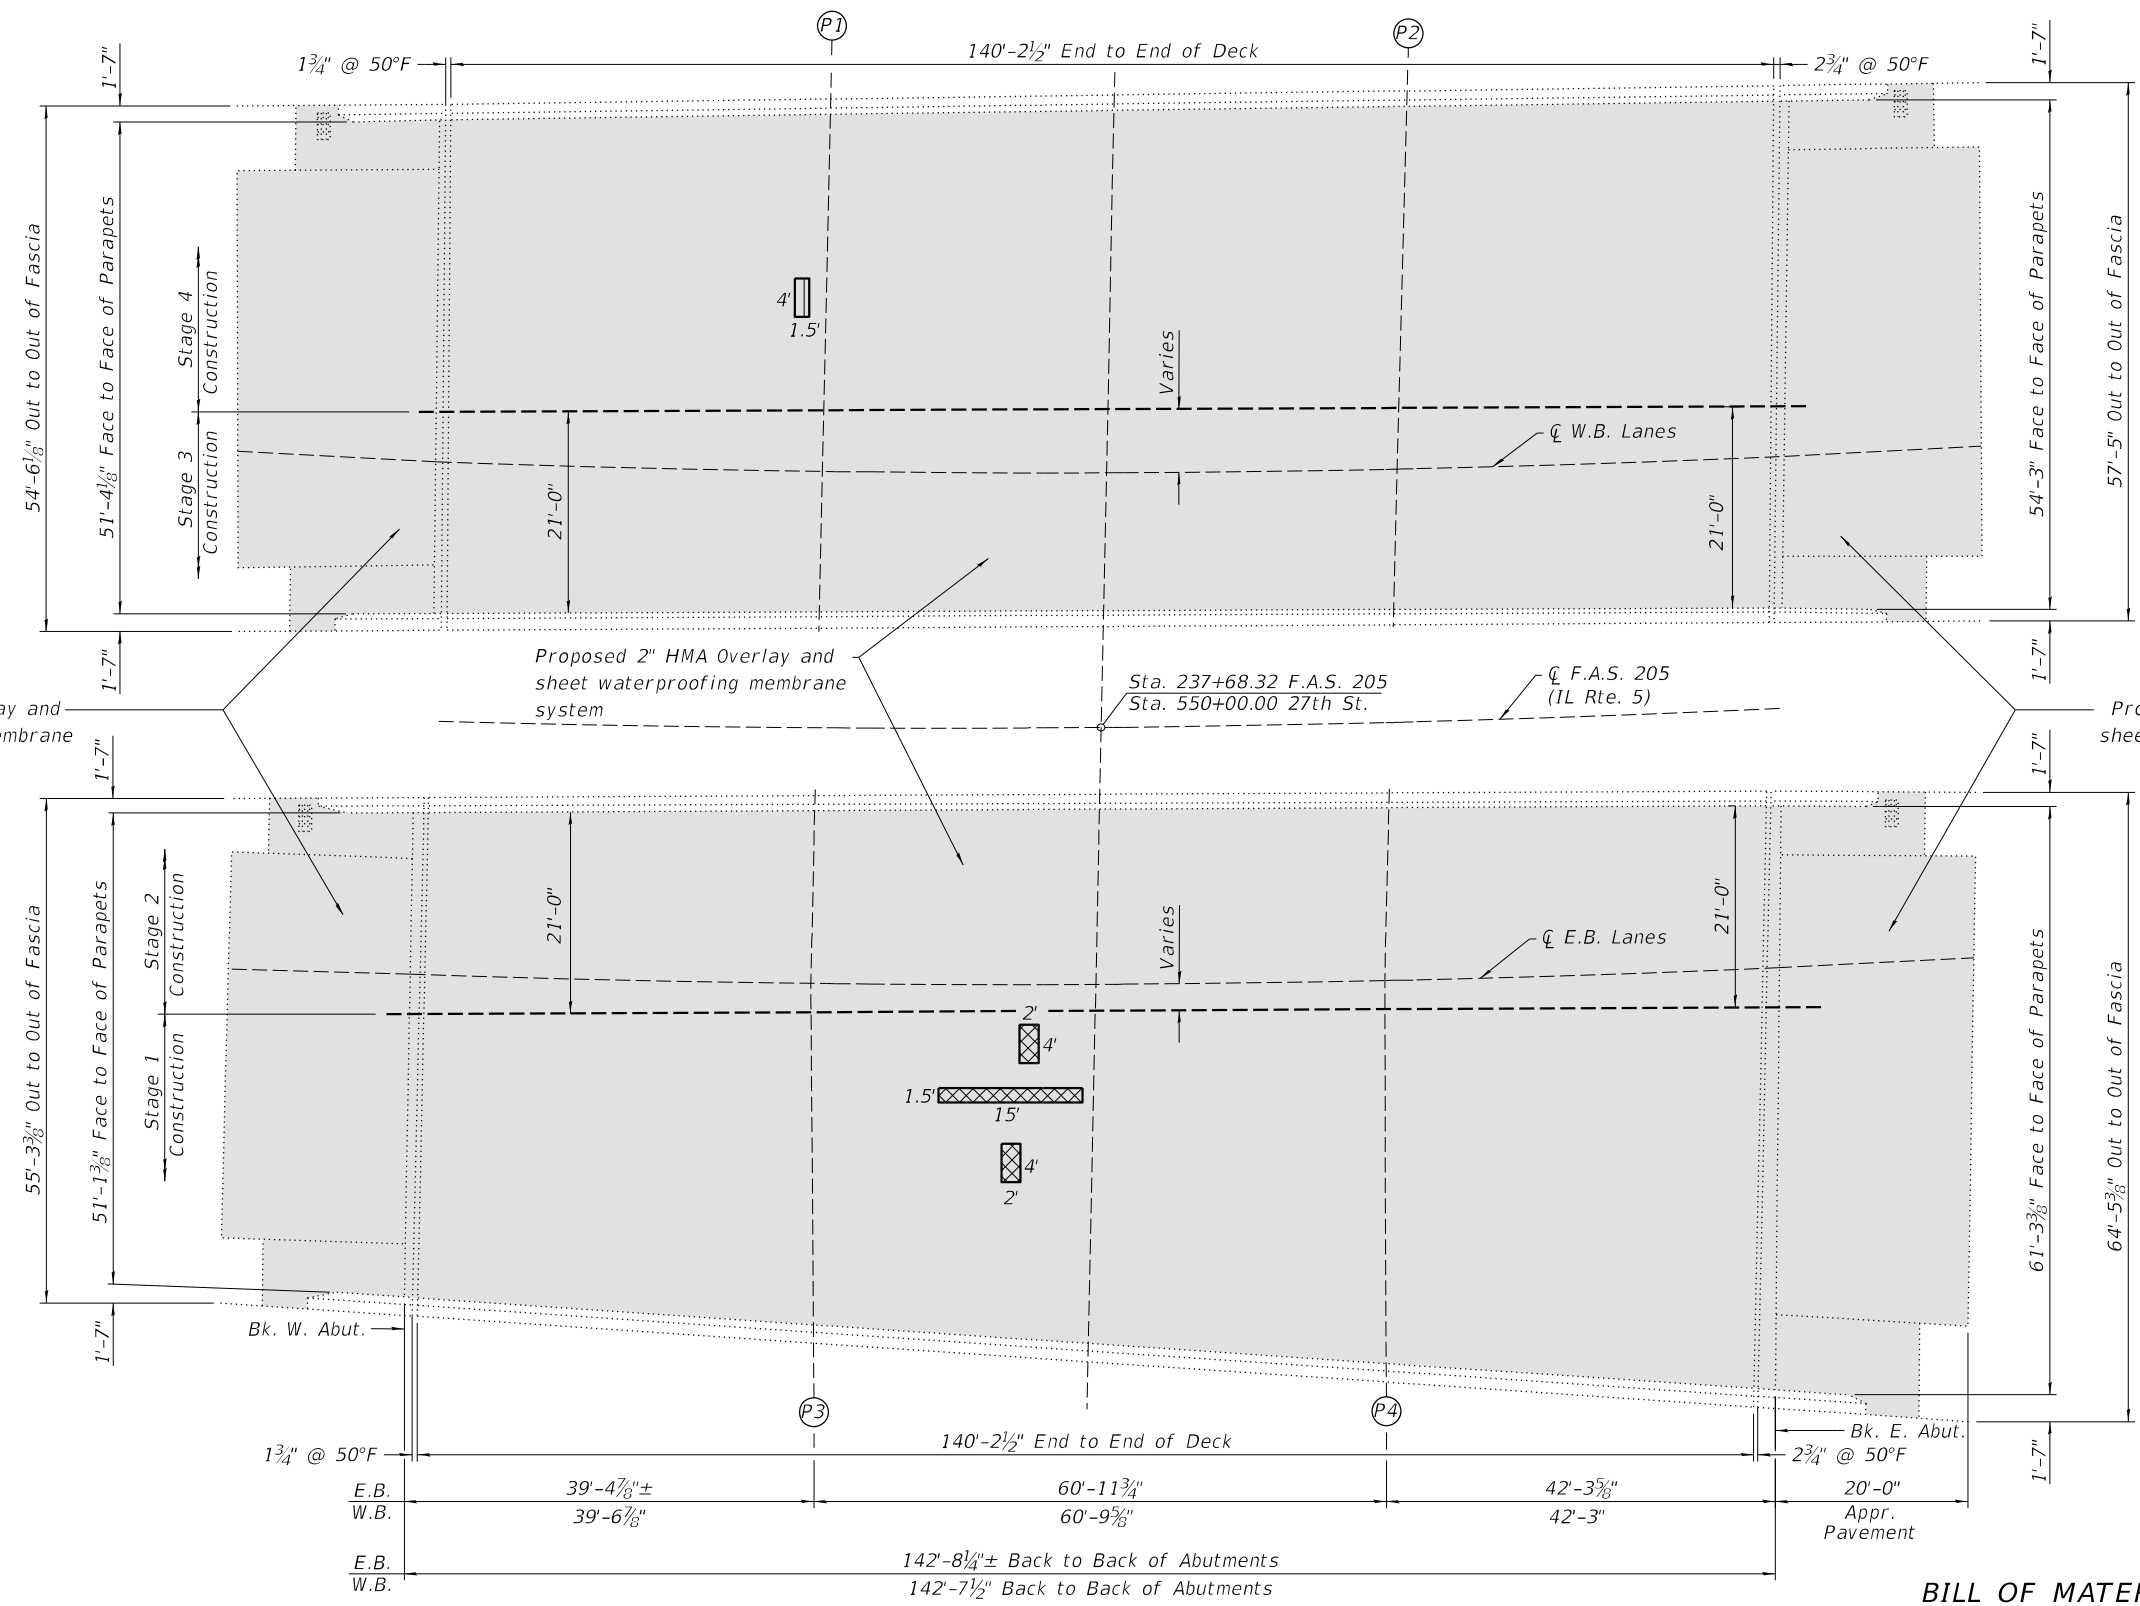 P1
P2
140'-2½" End to End of Deck
1¾" @ 50°F
2¾" @ 50°F
1'-7"
1'-7"
54'-6⅛" Out to Out of Fascia
51'-4⅛" Face to Face of Parapets
Stage 4
Construction
Stage 3
Construction
4'
1.5'
Varies
℄ W.B. Lanes
21'-0"
21'-0"
54'-3" Face to Face of Parapets
57'-5" Out to Out of Fascia
1'-7"
1'-7"
Proposed 2" HMA Overlay and
sheet waterproofing membrane
system
Sta. 237+68.32 F.A.S. 205
Sta. 550+00.00 27th St.
℄ F.A.S. 205
(IL Rte. 5)
ay and
embrane
Pro
shee
1'-7"
1'-7"
55'-3⅜" Out to Out of Fascia
51'-1⅜" Face to Face of Parapets
Stage 2
Construction
Stage 1
Construction
21'-0"
Varies
℄ E.B. Lanes
21'-0"
2'
4'
1.5'
15'
4'
2'
61'-3⅜" Face to Face of Parapets
64'-5⅜" Out to Out of Fascia
1'-7"
Bk. W. Abut.
P3
P4
Bk. E. Abut.
1'-7"
1¾" @ 50°F
140'-2½" End to End of Deck
2¾" @ 50°F
E.B.
39'-4⅞"±
60'-11¾"
42'-3⅝"
20'-0"
W.B.
39'-6⅞"
60'-9⅝"
42'-3"
Appr.
Pavement
E.B.
142'-8¼"± Back to Back of Abutments
W.B.
142'-7½" Back to Back of Abutments
BILL OF MATER